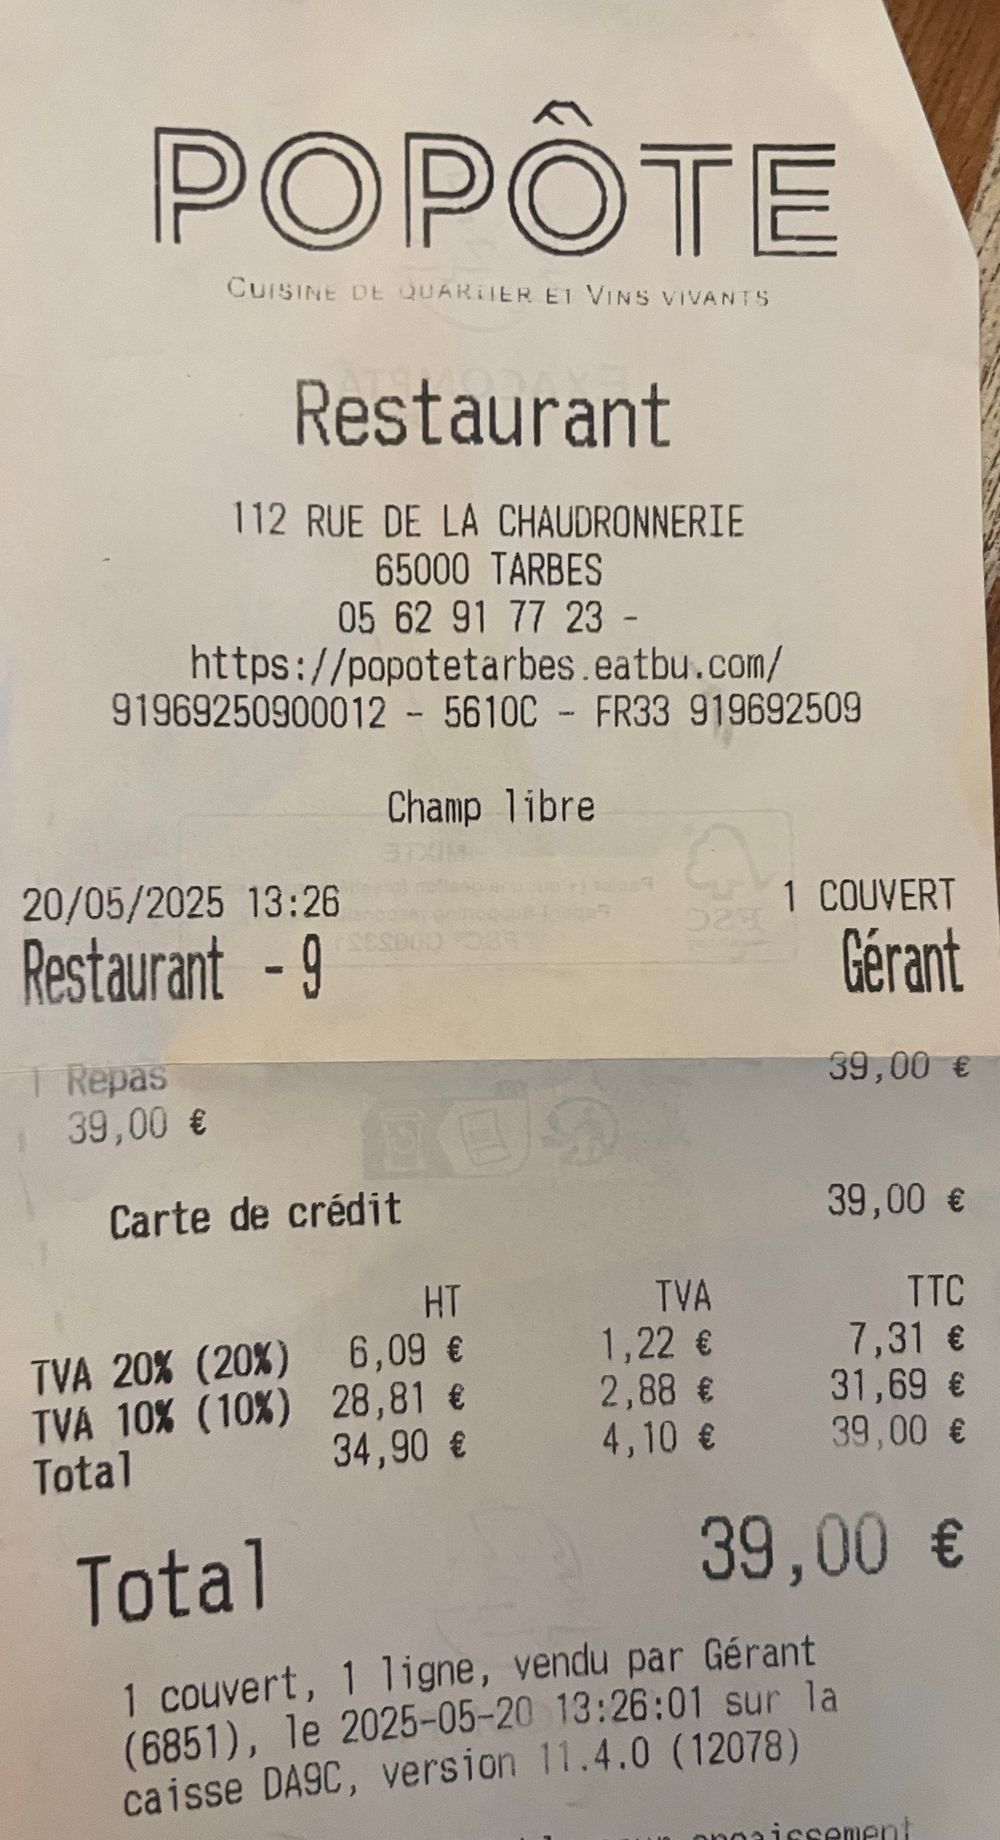 POPÔTE
CUISINE DE QUARTIER ET VINS VIVANTS
Restaurant
112 RUE DE LA CHAUDRONNERIE
65000 TARBES
05 62 91 77 23 -
https://popotetarbes.eatbu.com/
91969250900012 - 5610C - FR33 919692509
Champ libre
20/05/2025 13:26 1 COUVERT
Restaurant - 9 Gérant
1 Repas 39,00 €
39,00 €
Carte de crédit 39,00 €
HT TVA TTC
TVA 20% (20%) 6,09 € 1,22 € 7,31 €
TVA 10% (10%) 28,81 € 2,88 € 31,69 €
Total 34,90 € 4,10 € 39,00 €
Total 39,00 €
1 couvert, 1 ligne, vendu par Gérant
(6851), le 2025-05-20 13:26:01 sur la
caisse DA9C, version 11.4.0 (12078)